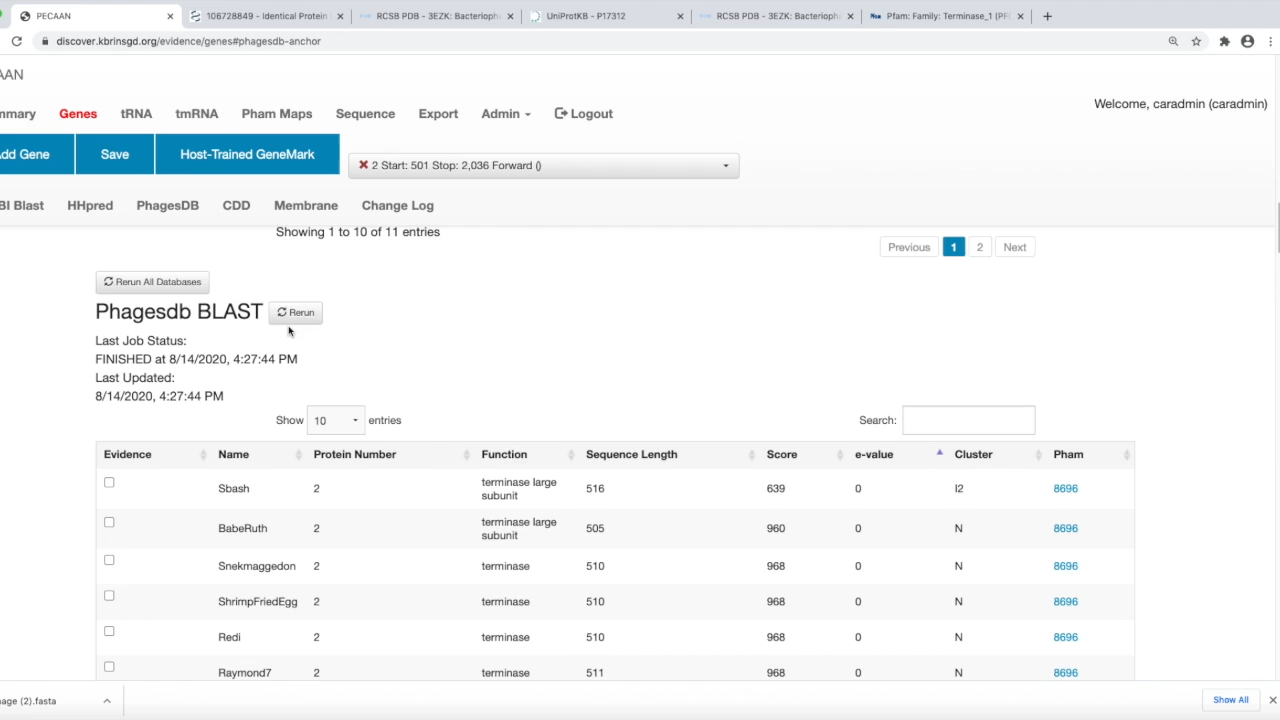 PECAAN
106728849 - Identical Protein
RCSB PDB - 3EZK: Bacterioph
UniProtKB - P17312
RCSB PDB - 3EZK: Bacterioph
Pfam: Family: Terminase_1 (PF
discover.kbrinsgd.org/evidence/genes#phagesdb-anchor
AAN
Welcome, caradmin (caradmin)
mmary Genes tRNA tmRNA Pham Maps Sequence Export Admin Logout
dd Gene Save Host-Trained GeneMark
2 Start: 501 Stop: 2,036 Forward ()
BI Blast HHpred PhagesDB CDD Membrane Change Log
Showing 1 to 10 of 11 entries
Previous 1 2 Next
Rerun All Databases
Phagesdb BLAST Rerun
Last Job Status:
FINISHED at 8/14/2020, 4:27:44 PM
Last Updated:
8/14/2020, 4:27:44 PM
Show 10 entries Search:
Evidence Name Protein Number Function Sequence Length Score e-value Cluster Pham
Sbash 2 terminase large subunit 516 639 0 I2 8696
BabeRuth 2 terminase large subunit 505 960 0 N 8696
Snekmaggedon 2 terminase 510 968 0 N 8696
ShrimpFriedEgg 2 terminase 510 968 0 N 8696
Redi 2 terminase 510 968 0 N 8696
Raymond7 2 terminase 511 968 0 N 8696
age (2).fasta
Show All